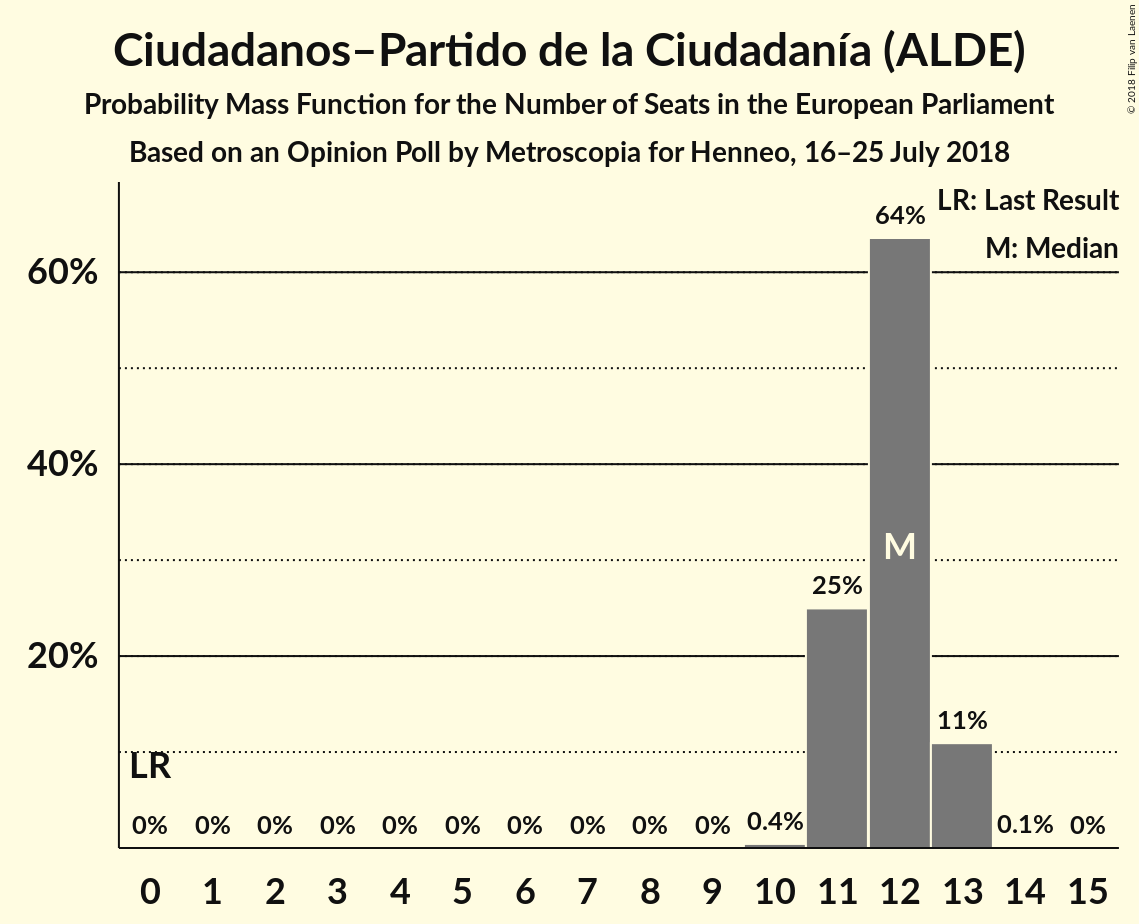 Ciudadanos–Partido de la Ciudadanía (ALDE)
Probability Mass Function for the Number of Seats in the European Parliament
Based on an Opinion Poll by Metroscopia for Henneo, 16–25 July 2018
© 2018 Filip van Laenen
LR: Last Result
M: Median
64%
60%
40%
M
25%
20%
11%
LR
0% 0% 0% 0% 0% 0% 0% 0% 0% 0% 0.4% 0.1% 0%
0 1 2 3 4 5 6 7 8 9 10 11 12 13 14 15